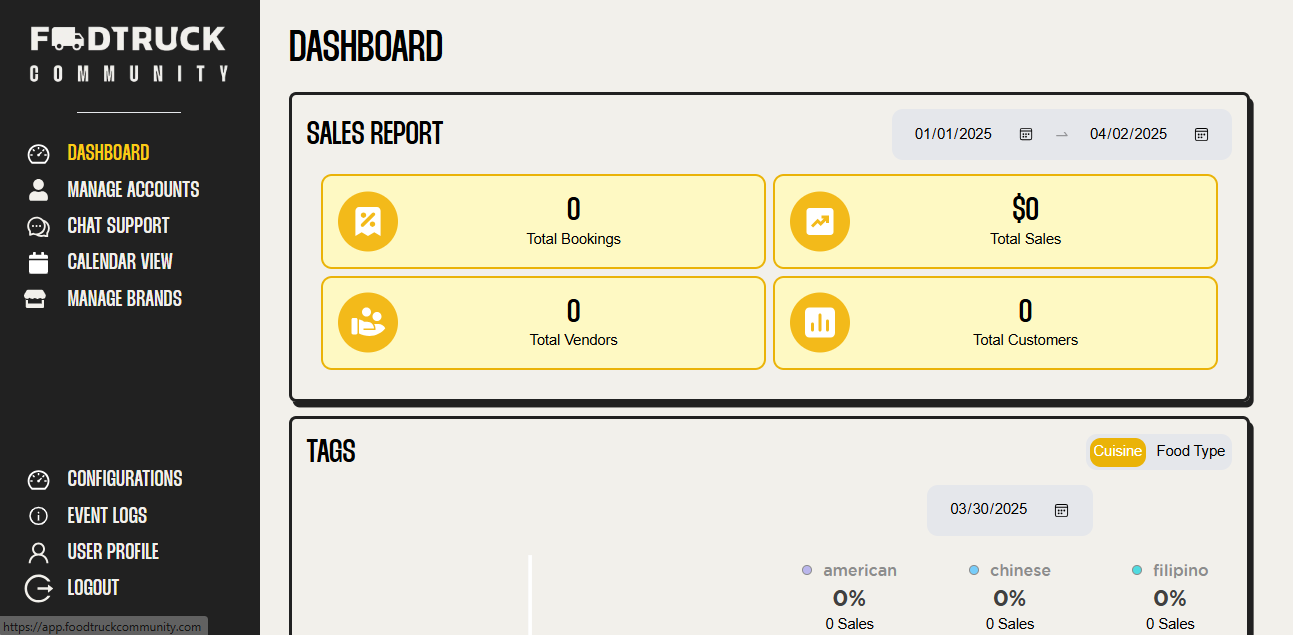 FOODTRUCK
COMMUNITY
DASHBOARD
MANAGE ACCOUNTS
CHAT SUPPORT
CALENDAR VIEW
MANAGE BRANDS
CONFIGURATIONS
EVENT LOGS
USER PROFILE
LOGOUT
https://app.foodtruckcommunity.com
DASHBOARD
SALES REPORT
01/01/2025 → 04/02/2025
0
Total Bookings
$0
Total Sales
0
Total Vendors
0
Total Customers
TAGS
Cuisine Food Type
03/30/2025
american
0%
0 Sales
chinese
0%
0 Sales
filipino
0%
0 Sales